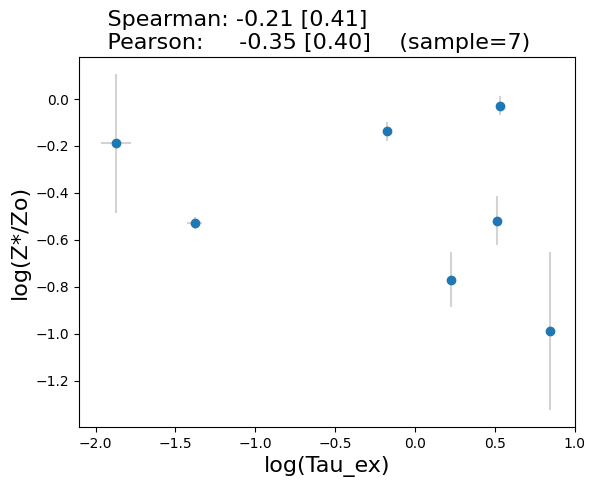 Spearman: -0.21 [0.41]
Pearson: -0.35 [0.40] (sample=7)
0.0
−0.2
−0.4
−0.6
−0.8
−1.0
−1.2
log(Z*/Zo)
−2.0 −1.5 −1.0 −0.5 0.0 0.5 1.0
log(Tau_ex)